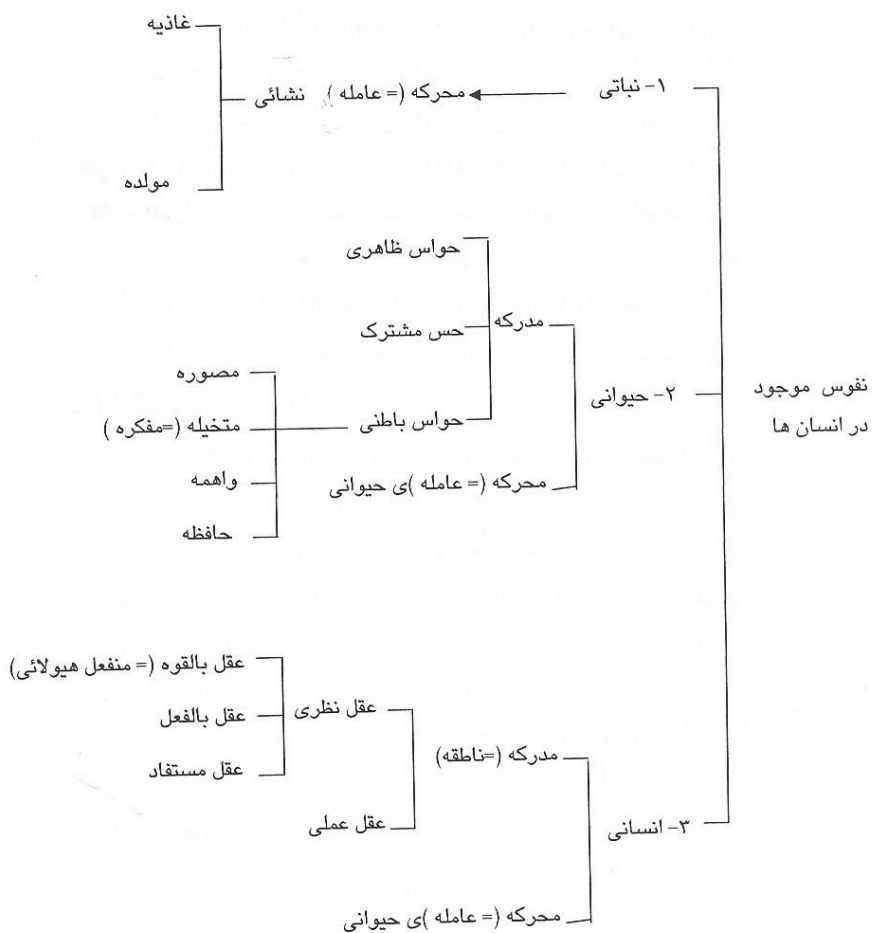 نفوس موجود
در انسان ها
۱- نباتی
محرکه (= عامله ) نشائی
غاذیه
مولده
۲- حیوانی
مدرکه
حواس ظاهری
حس مشترک
حواس باطنی
مصوره
متخیله (=مفکره )
واهمه
حافظه
محرکه (= عامله )ی حیوانی
۳- انسانی
مدرکه (=ناطقه)
عقل نظری
عقل بالقوه (= منفعل هیولائی)
عقل بالفعل
عقل مستفاد
عقل عملی
محرکه (= عامله )ی حیوانی